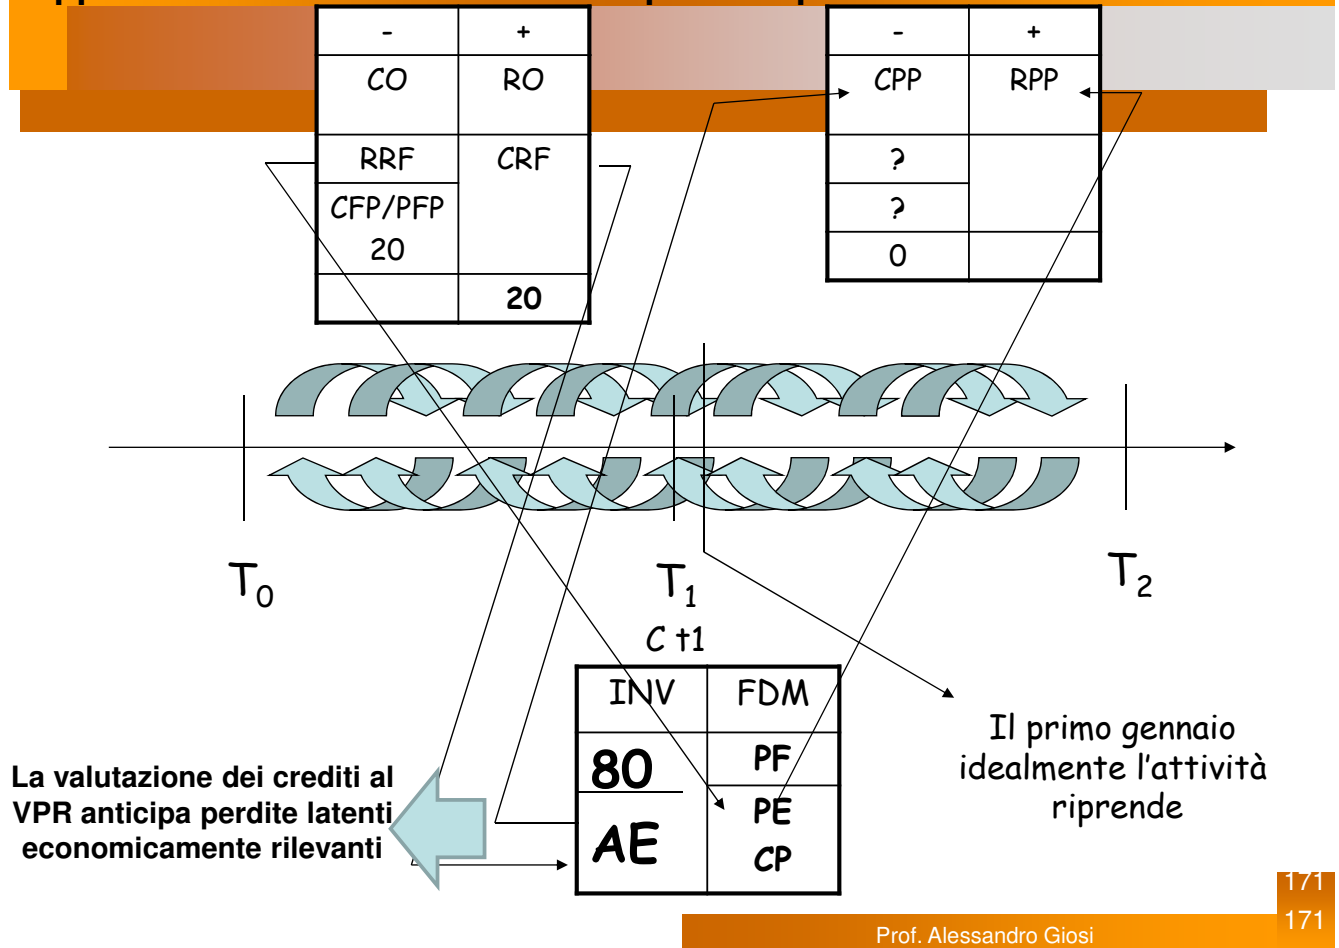 - +
CO RO
RRF CRF
CFP/PFP
20
20
- +
CPP RPP
?
?
0
T0
T1
T2
C t1
INV FDM
80 PF
AE PE
CP
La valutazione dei crediti al
VPR anticipa perdite latenti
economicamente rilevanti
Il primo gennaio
idealmente l'attività
riprende
Prof. Alessandro Giosi
171
171